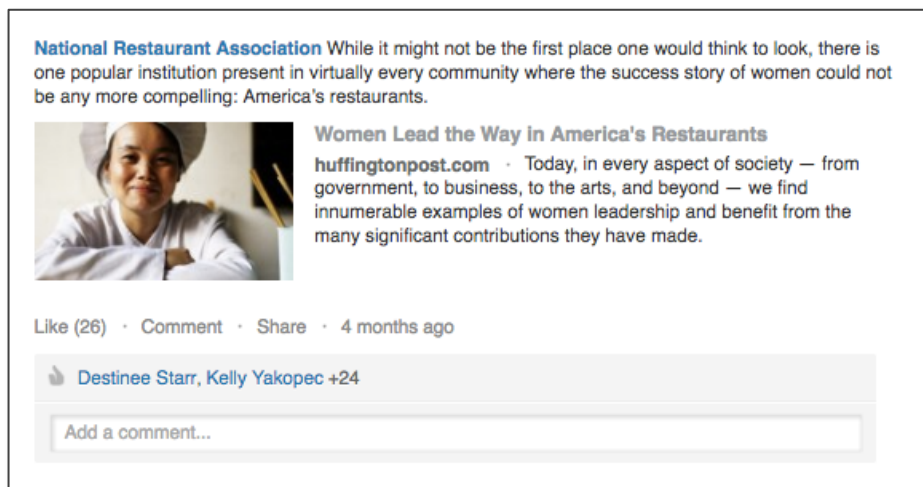 National Restaurant Association While it might not be the first place one would think to look, there is
one popular institution present in virtually every community where the success story of women could not
be any more compelling: America's restaurants.
Women Lead the Way in America's Restaurants
huffingtonpost.com · Today, in every aspect of society — from
government, to business, to the arts, and beyond — we find
innumerable examples of women leadership and benefit from the
many significant contributions they have made.
Like (26) · Comment · Share · 4 months ago
Destinee Starr, Kelly Yakopec +24
Add a comment...